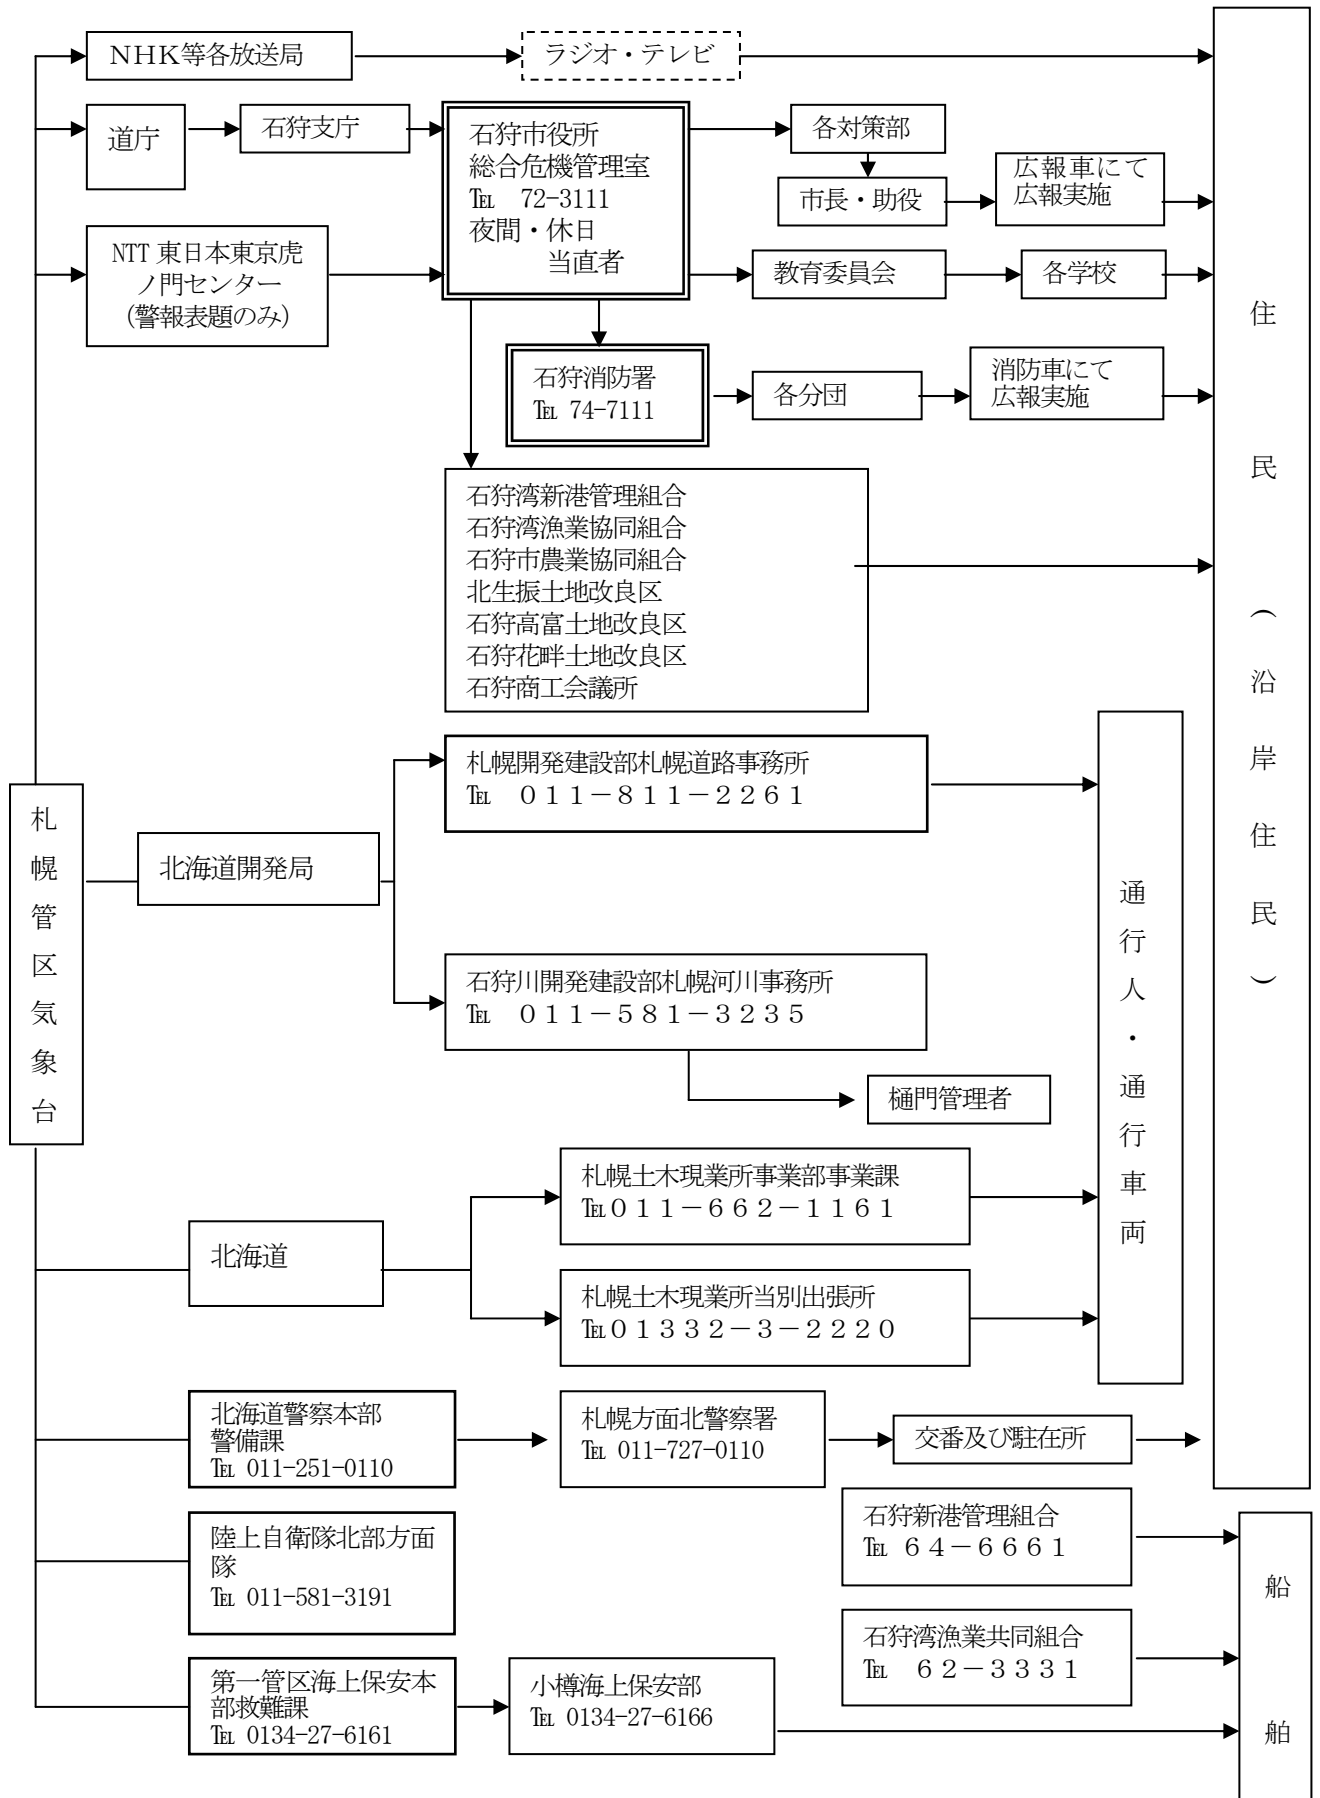 NHK等各放送局
ラジオ・テレビ
道庁
石狩支庁
石狩市役所
総合危機管理室
℡ 72-3111
夜間・休日
当直者
各対策部
市長・助役
広報車にて
広報実施
NTT 東日本東京虎
ノ門センター
(警報表題のみ)
教育委員会
各学校
石狩消防署
℡ 74-7111
各分団
消防車にて
広報実施
石狩湾新港管理組合
石狩湾漁業協同組合
石狩市農業協同組合
北生振土地改良区
石狩高富土地改良区
石狩花畔土地改良区
石狩商工会議所
住民(沿岸住民)
札幌管区気象台
北海道開発局
札幌開発建設部札幌道路事務所
℡ 011-811-2261
石狩川開発建設部札幌河川事務所
℡ 011-581-3235
樋門管理者
通行人・通行車両
北海道
札幌土木現業所事業部事業課
℡011-662-1161
札幌土木現業所当別出張所
℡01332-3-2220
北海道警察本部
警備課
℡ 011-251-0110
札幌方面北警察署
℡ 011-727-0110
交番及び駐在所
陸上自衛隊北部方面
隊
℡ 011-581-3191
石狩新港管理組合
℡ 64-6661
石狩湾漁業共同組合
℡ 62-3331
第一管区海上保安本
部救難課
℡ 0134-27-6161
小樽海上保安部
℡ 0134-27-6166
船舶